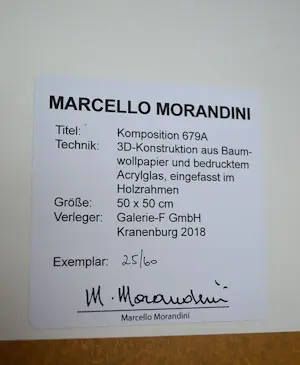 MARCELLO MORANDINI
Titel: Komposition 679A
Technik: 3D-Konstruktion aus Baum-
wollpapier und bedrucktem
Acrylglas, eingefasst im
Holzrahmen
Größe: 50 x 50 cm
Verleger: Galerie-F GmbH
Kranenburg 2018
Exemplar: 25/60
M. Morandini
Marcello Morandini